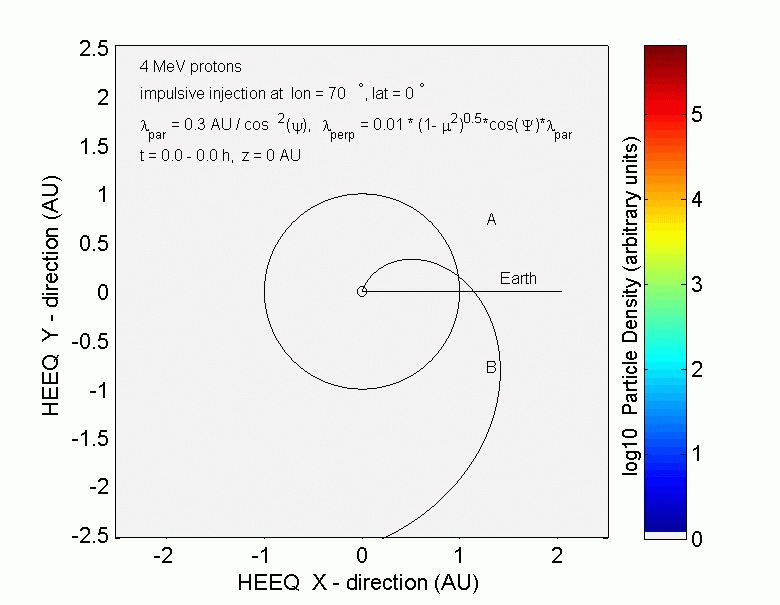 2.5
4 MeV protons
impulsive injection at lon = 70 °, lat = 0 °
λpar = 0.3 AU / cos 2(ψ), λperp = 0.01 * (1- μ2)0.5*cos( Ψ)*λpar
t = 0.0 - 0.0 h, z = 0 AU
2
1.5
1
0.5
0
-0.5
-1
-1.5
-2
-2.5
A
Earth
B
-2
-1
0
1
2
HEEQ X - direction (AU)
HEEQ Y - direction (AU)
5
4
3
2
1
0
log10 Particle Density (arbitrary units)